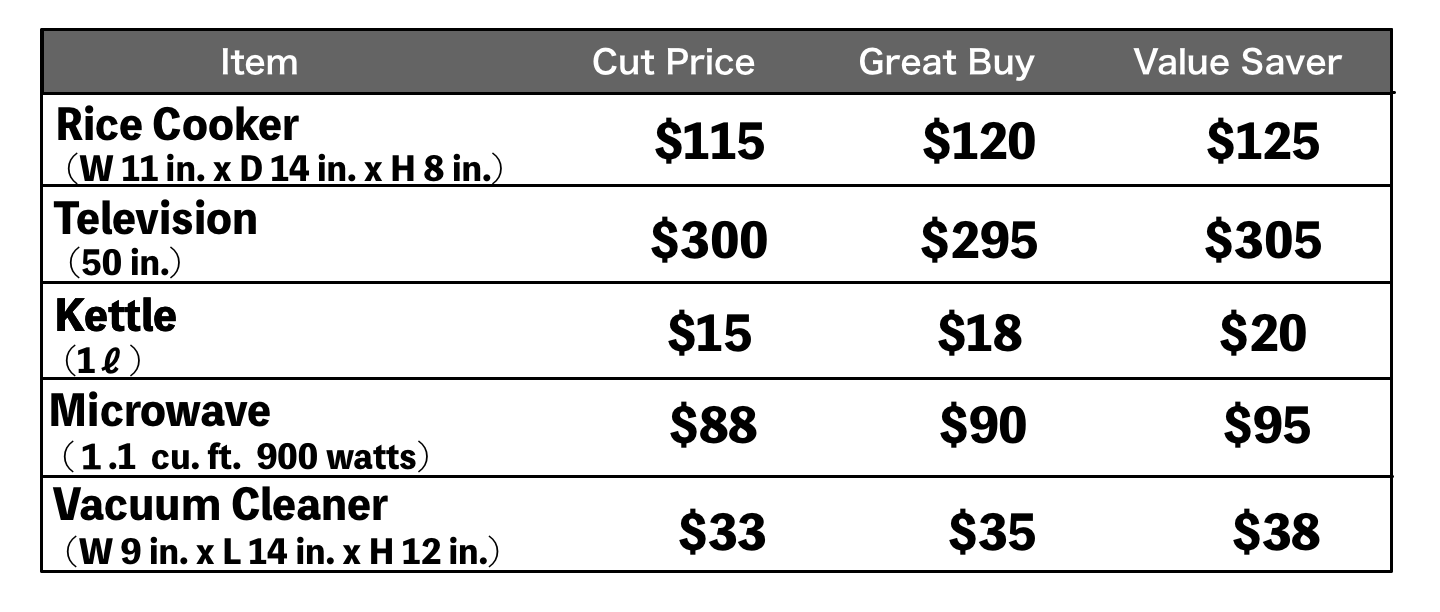 Item Cut Price Great Buy Value Saver
Rice Cooker $115 $120 $125
（W 11 in. x D 14 in. x H 8 in.）
Television $300 $295 $305
（50 in.）
Kettle $15 $18 $20
（1ℓ）
Microwave $88 $90 $95
（1.1 cu. ft. 900 watts）
Vacuum Cleaner $33 $35 $38
（W 9 in. x L 14 in. x H 12 in.）